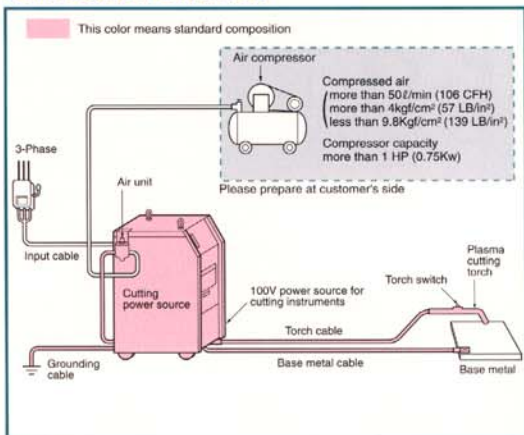 This color means standard composition
Air compressor
Compressed air
more than 50ℓ/min (106 CFH)
more than 4kgf/cm² (57 LB/in²)
less than 9.8Kgf/cm² (139 LB/in²)
Compressor capacity
more than 1 HP (0.75Kw)
Please prepare at customer's side
3-Phase
Air unit
Input cable
Cutting
power source
100V power source for
cutting instruments
Torch switch
Plasma
cutting
torch
Torch cable
Base metal cable
Base metal
Grounding
cable